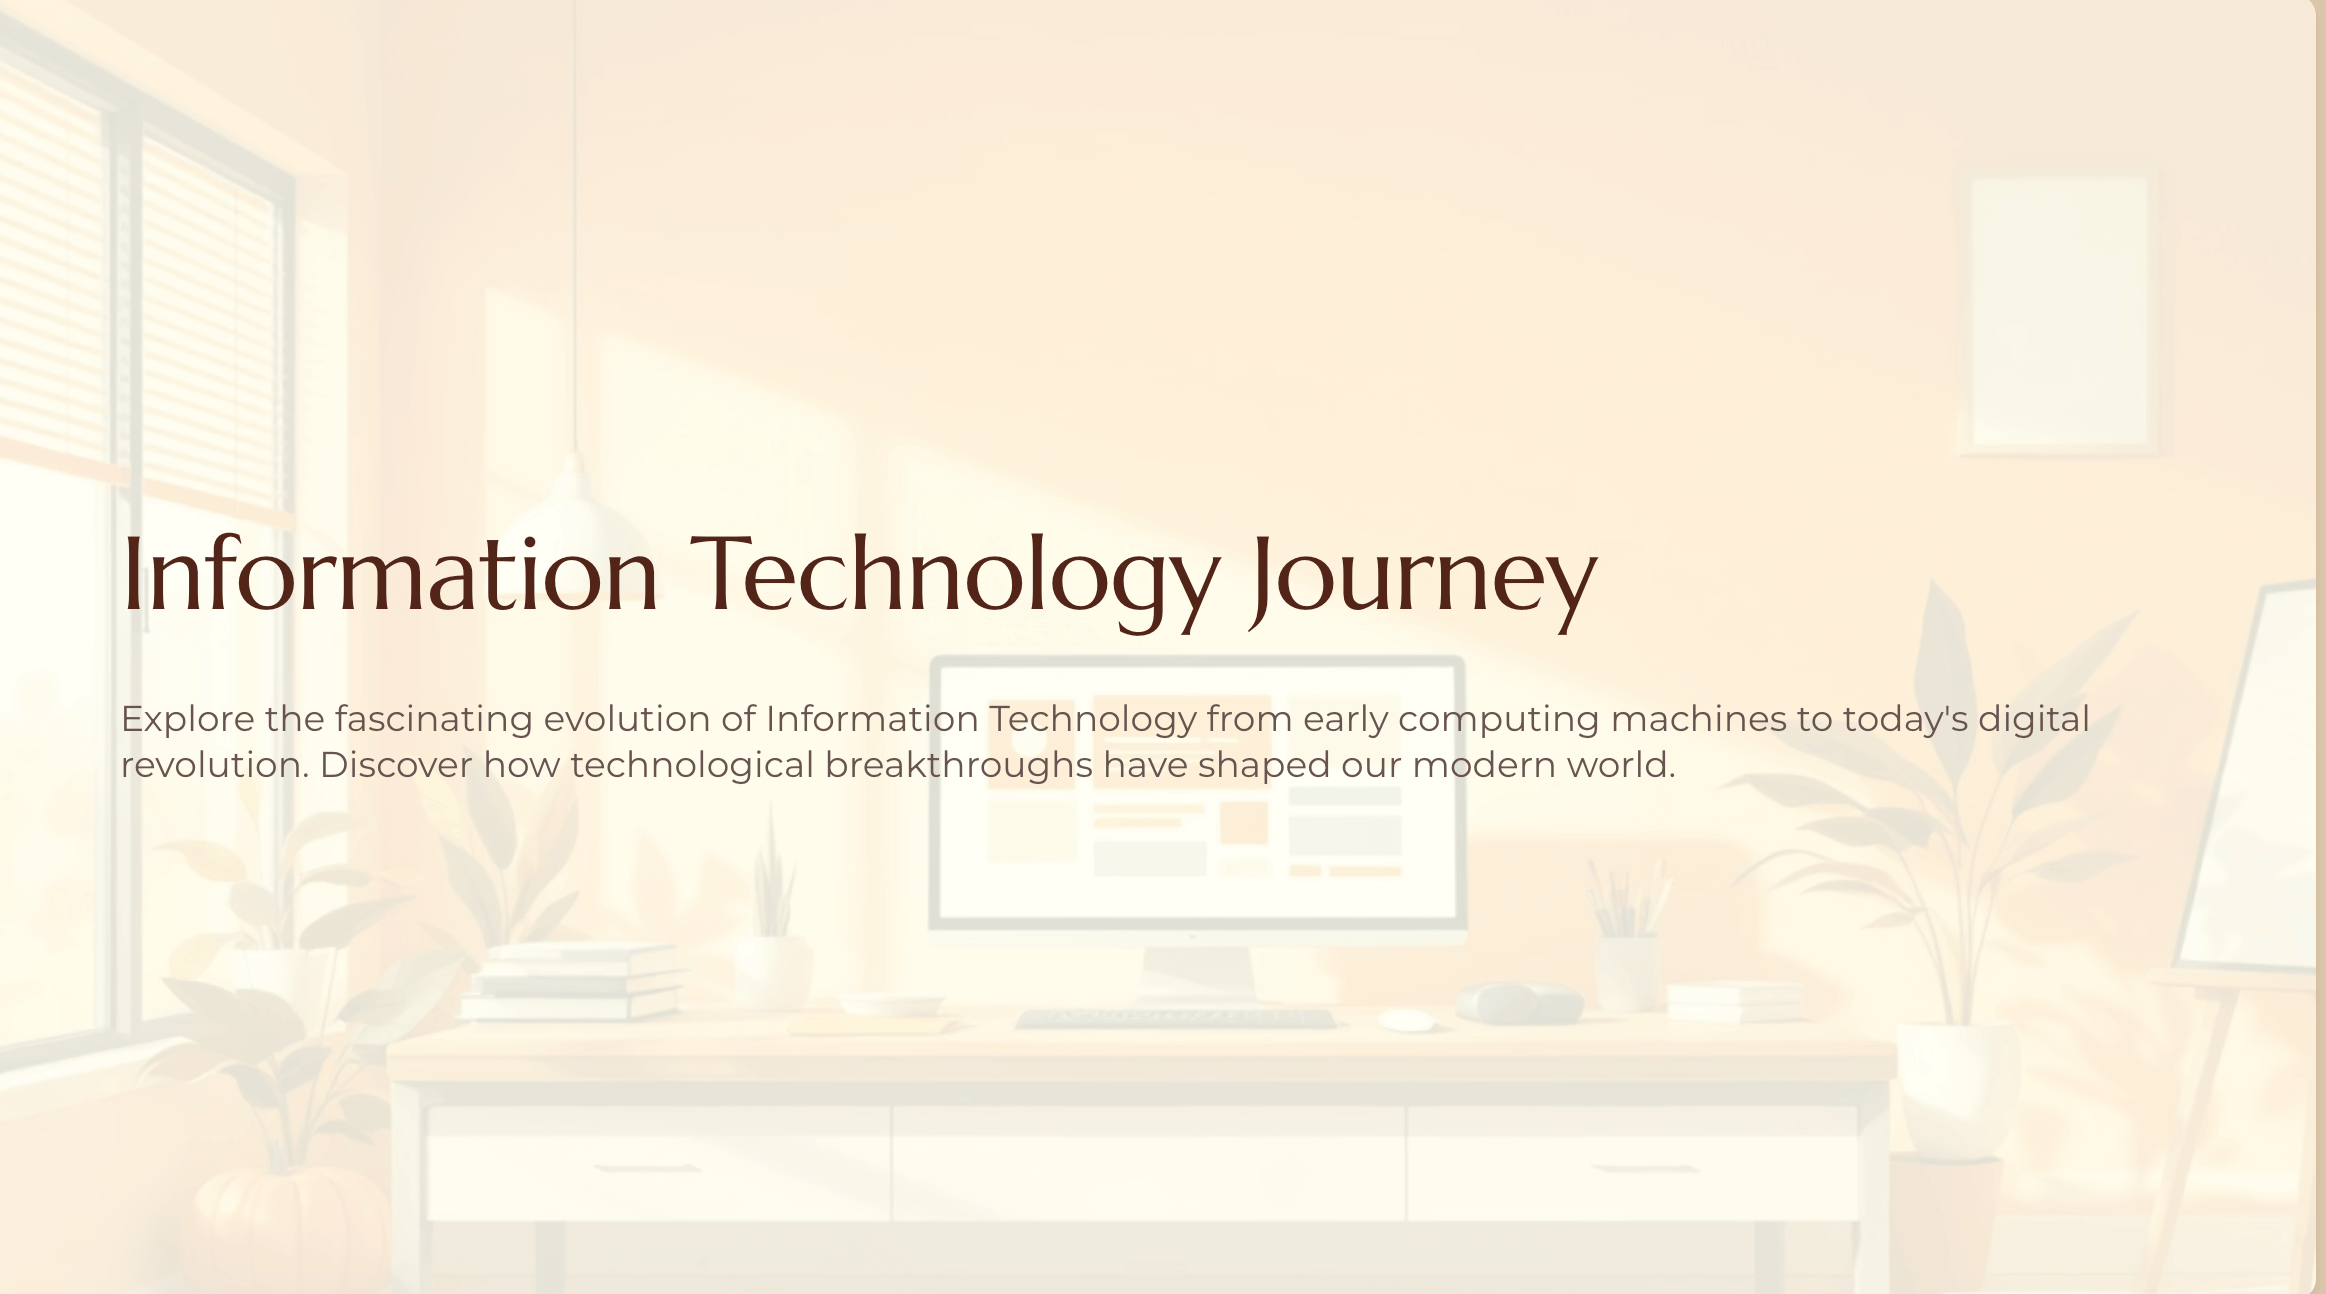 Information Technology Journey
Explore the fascinating evolution of Information Technology from early computing machines to today's digital
revolution. Discover how technological breakthroughs have shaped our modern world.